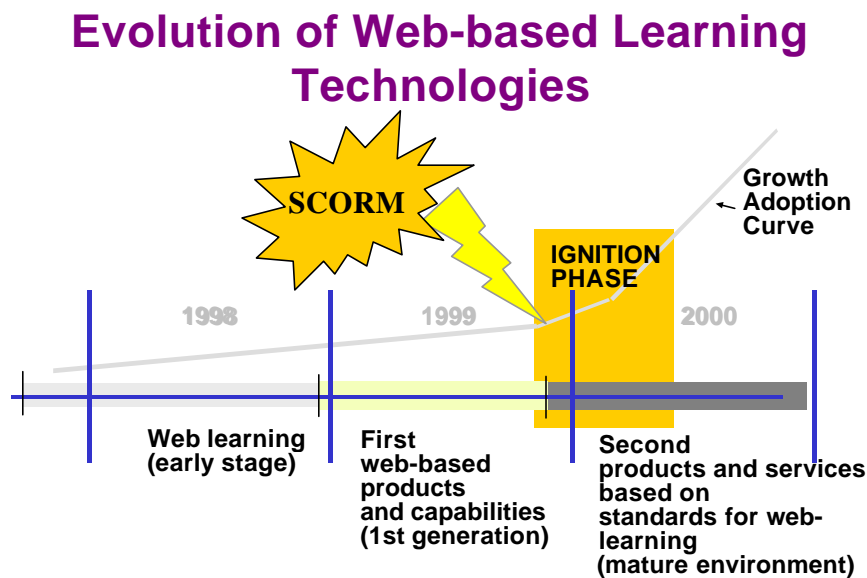 Evolution of Web-based Learning
Technologies
SCORM
Growth
Adoption
Curve
IGNITION
PHASE
1998
1999
2000
Web learning
(early stage)
First
web-based
products
and capabilities
(1st generation)
Second
products and services
based on
standards for web-
learning
(mature environment)